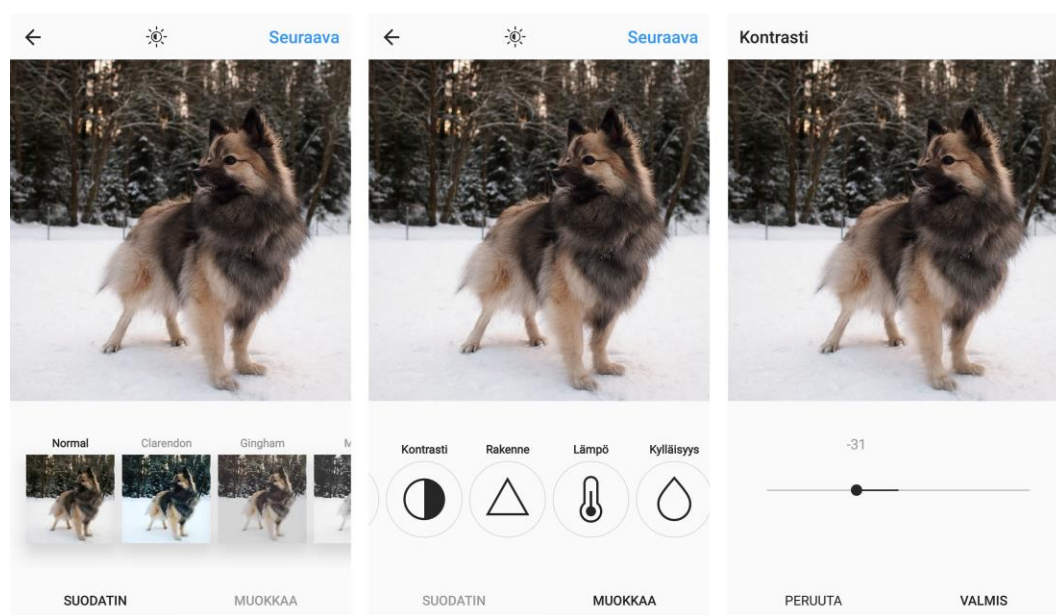 Seuraava
Normal Clarendon Gingham M
SUODATIN MUOKKAA
Seuraava
Kontrasti Rakenne Lämpö Kylläisyys
SUODATIN MUOKKAA
Kontrasti
-31
PERUUTA VALMIS